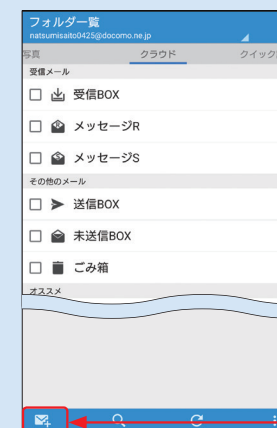 フォルダ一覧
natsumisaito0425@docomo.ne.jp
写真 クラウド クイック
受信メール
受信BOX
メッセージR
メッセージS
その他のメール
送信BOX
未送信BOX
ごみ箱
オススメ